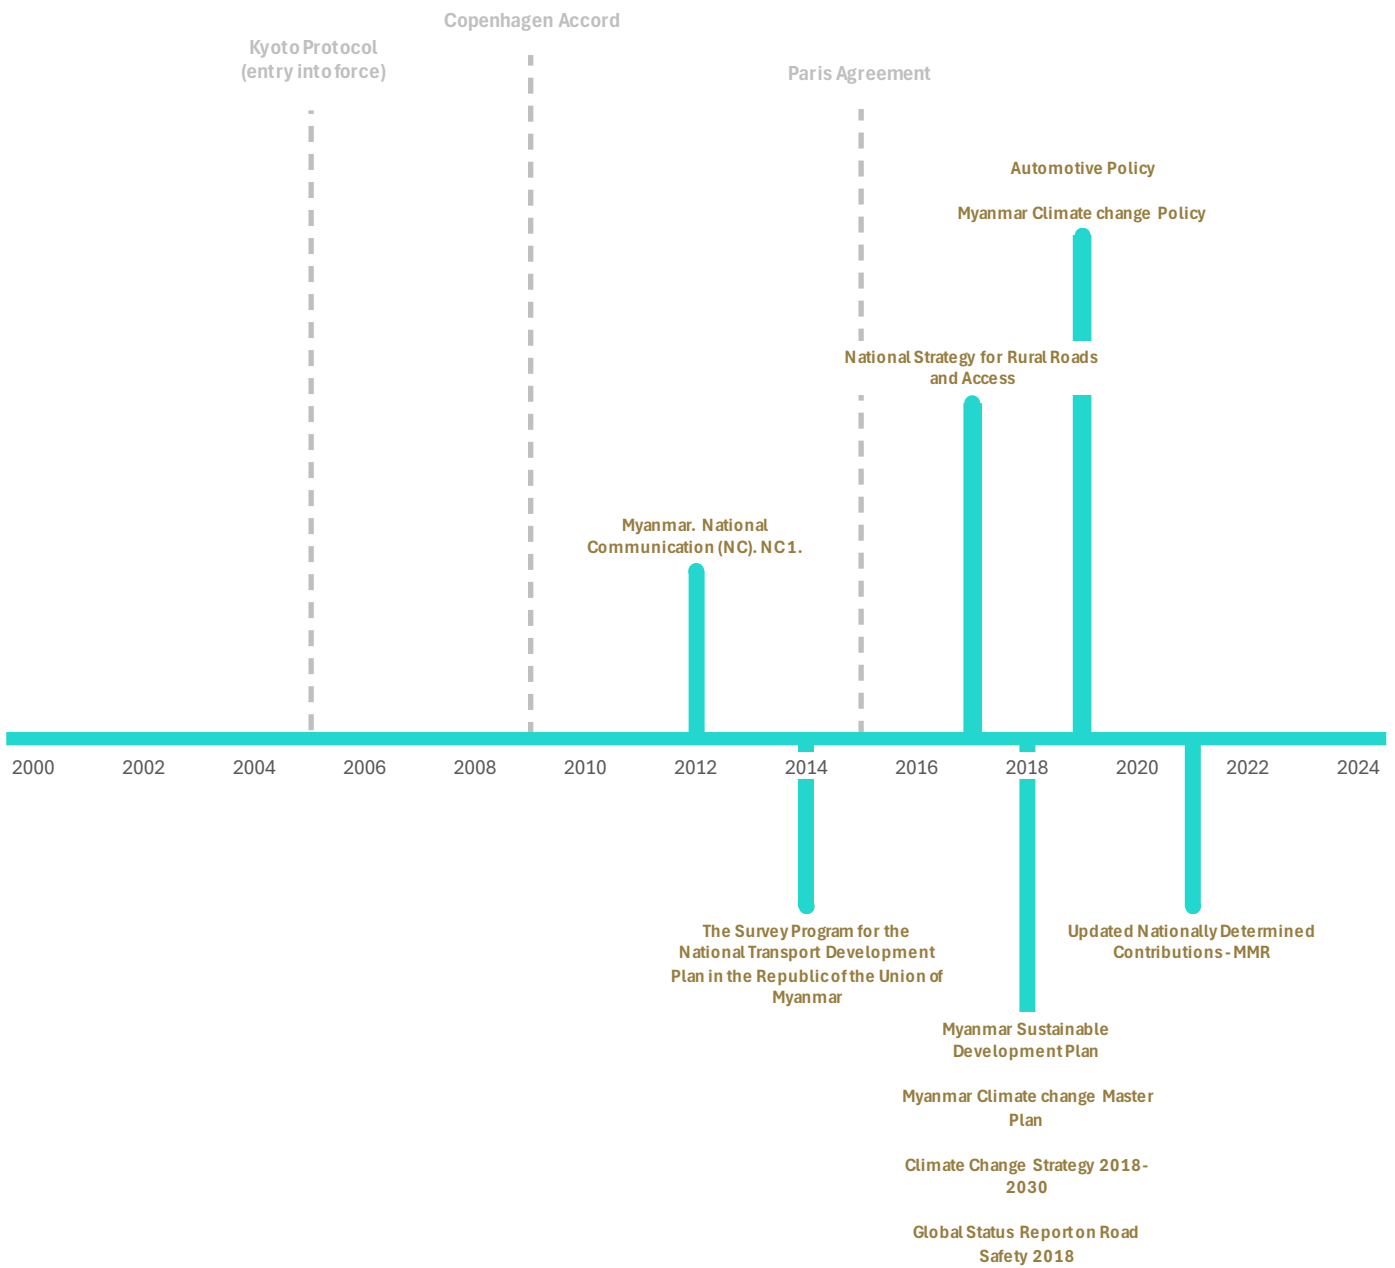 Copenhagen Accord
Kyoto Protocol
(entry into force)
Paris Agreement
Automotive Policy
Myanmar Climate change Policy
National Strategy for Rural Roads
and Access
Myanmar. National
Communication (NC). NC 1.
2000 2002 2004 2006 2008 2010 2012 2014 2016 2018 2020 2022 2024
The Survey Program for the
National Transport Development
Plan in the Republic of the Union of
Myanmar
Updated Nationally Determined
Contributions - MMR
Myanmar Sustainable
Development Plan
Myanmar Climate change Master
Plan
Climate Change Strategy 2018-
2030
Global Status Report on Road
Safety 2018